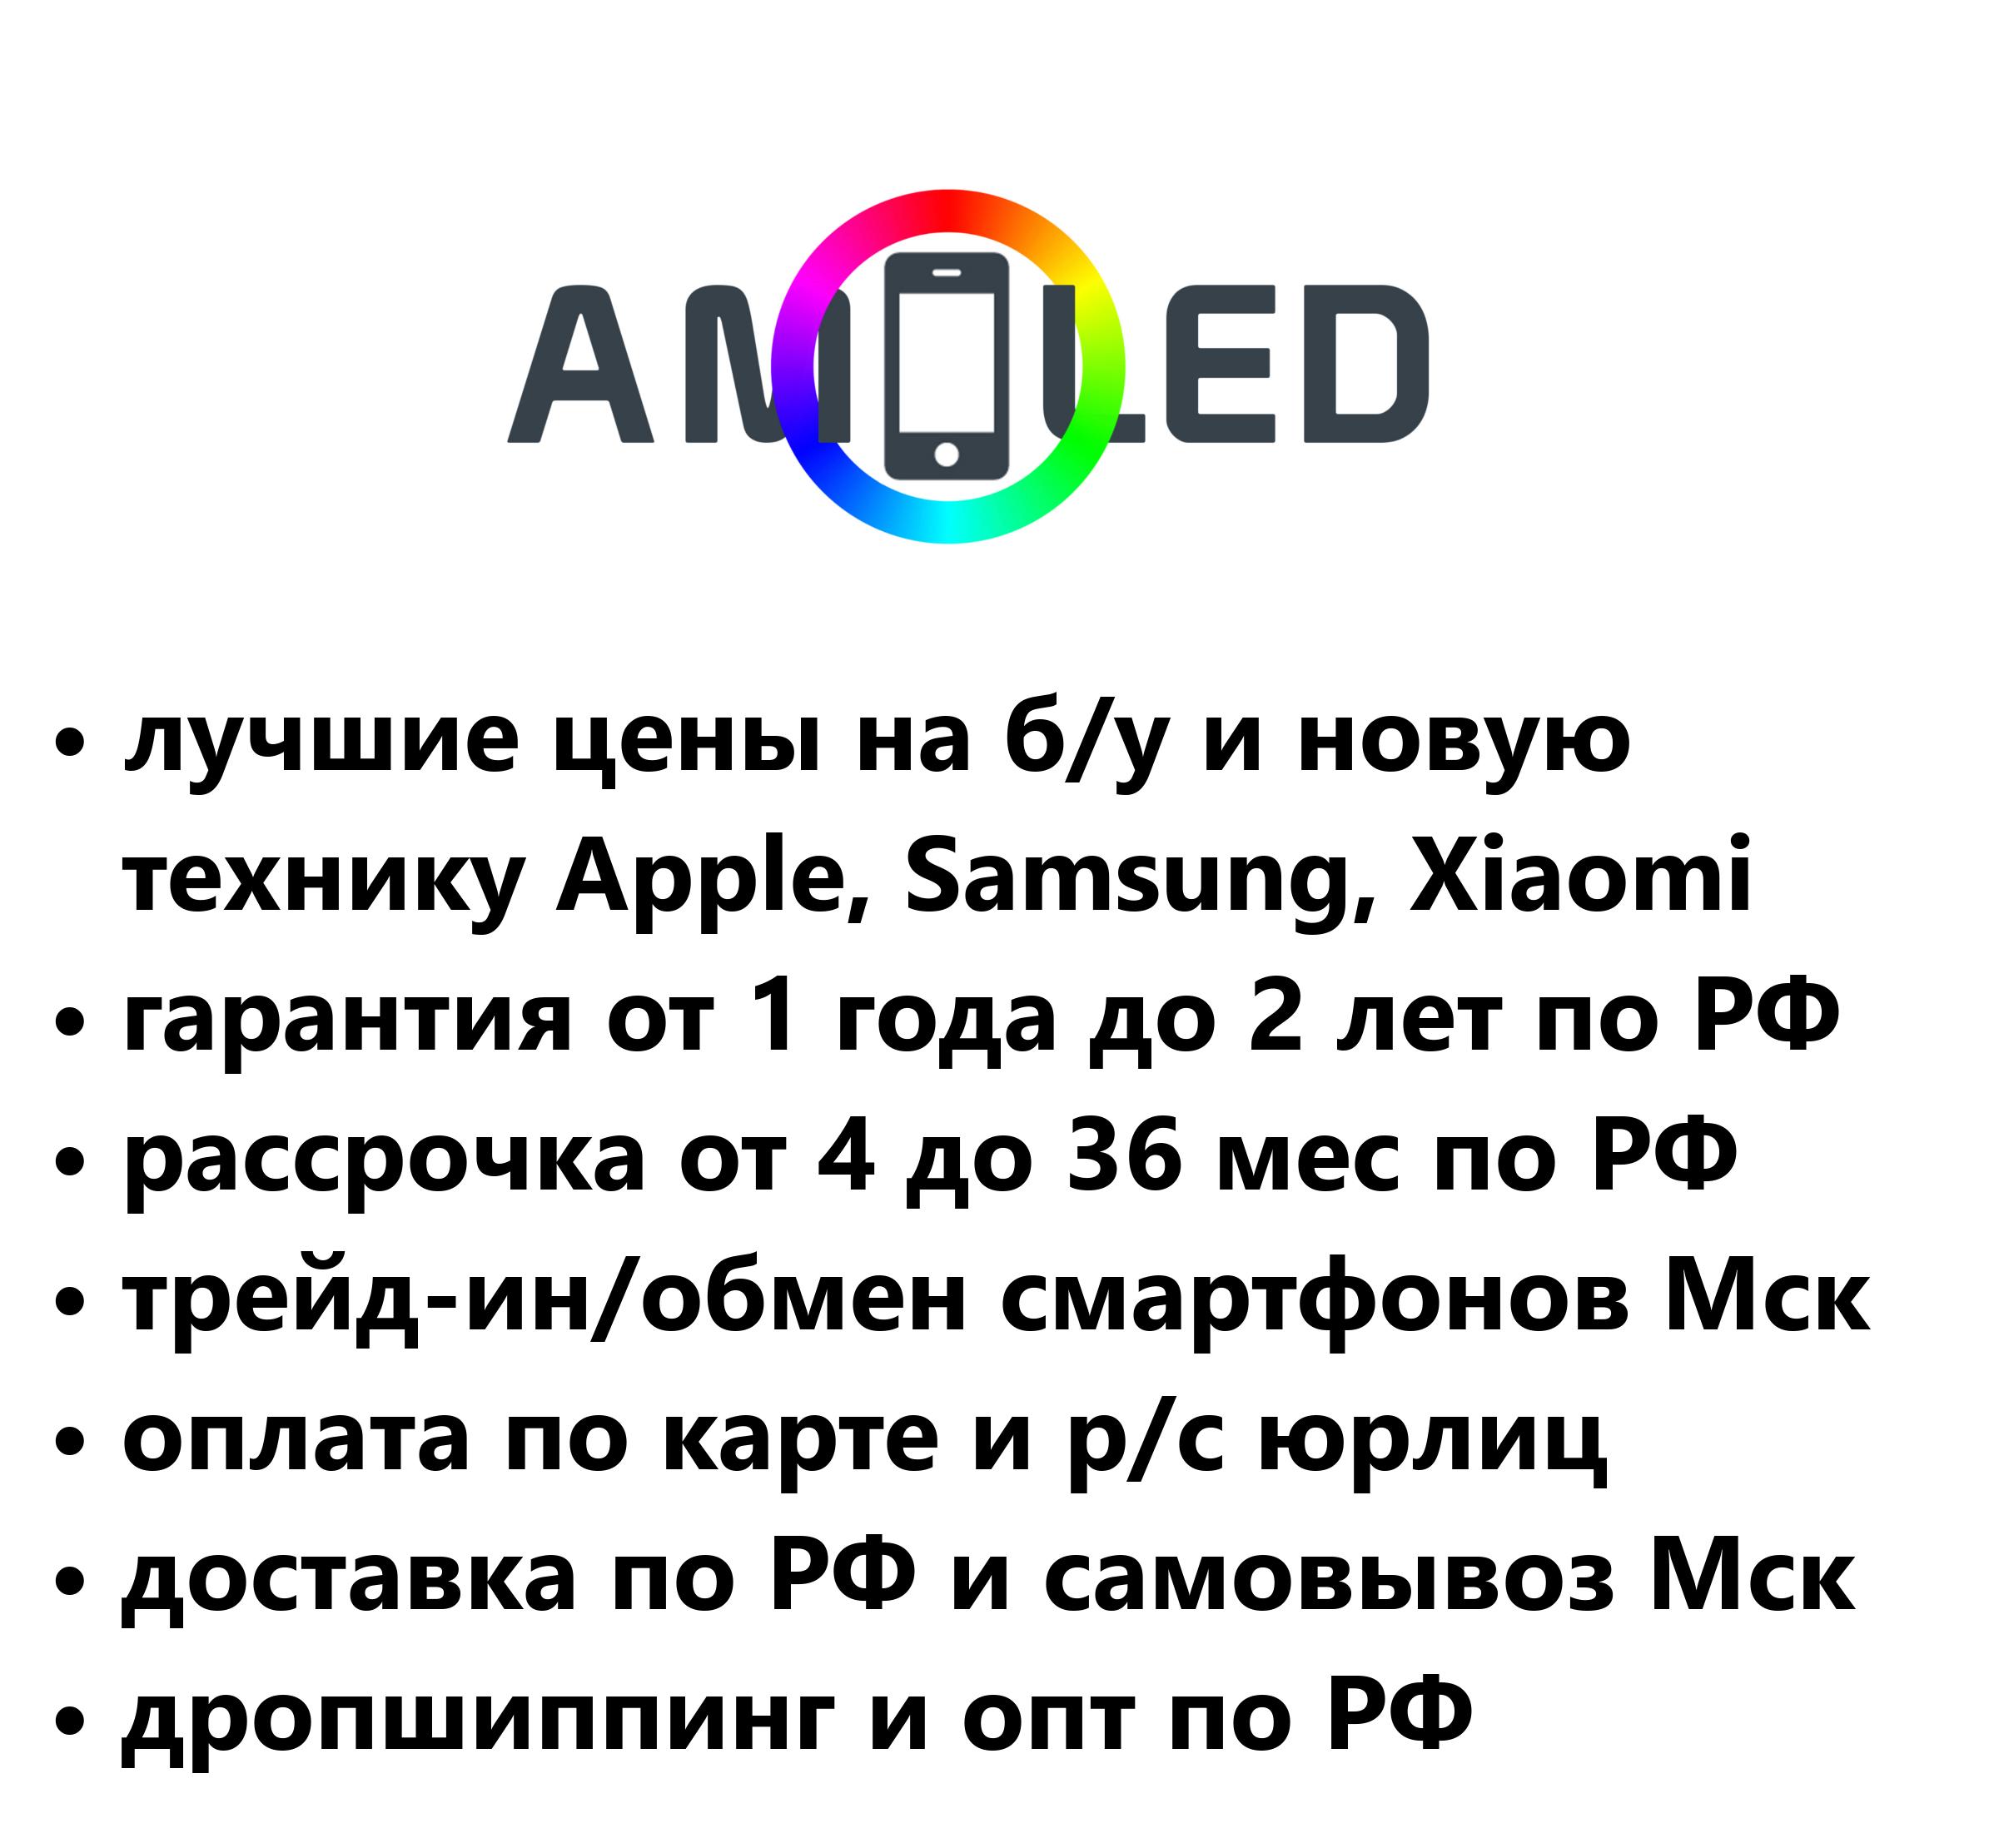 AMOLED
• лучшие цены на б/у и новую
технику Apple, Samsung, Xiaomi
• гарантия от 1 года до 2 лет по РФ
• рассрочка от 4 до 36 мес по РФ
• трейд-ин/обмен смартфонов Мск
• оплата по карте и р/с юрлиц
• доставка по РФ и самовывоз Мск
• дропшиппинг и опт по РФ